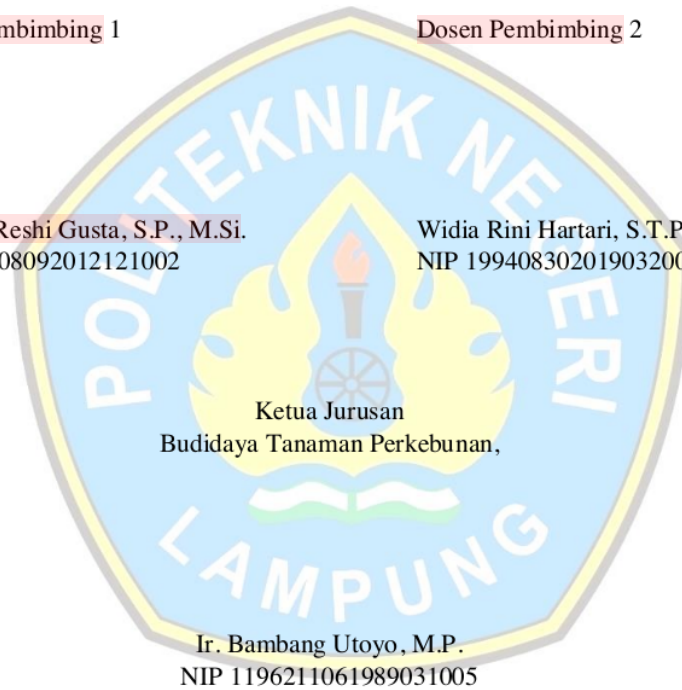 mbimbing 1 Dosen Pembimbing 2
POLITEKNIK NEGERI
Reshi Gusta, S.P., M.Si. Widia Rini Hartari, S.T.P
08092012121002 NIP 1994083020190320
Ketua Jurusan
Budidaya Tanaman Perkebunan,
LAMPUNG
Ir. Bambang Utoyo, M.P.
NIP 1196211061989031005